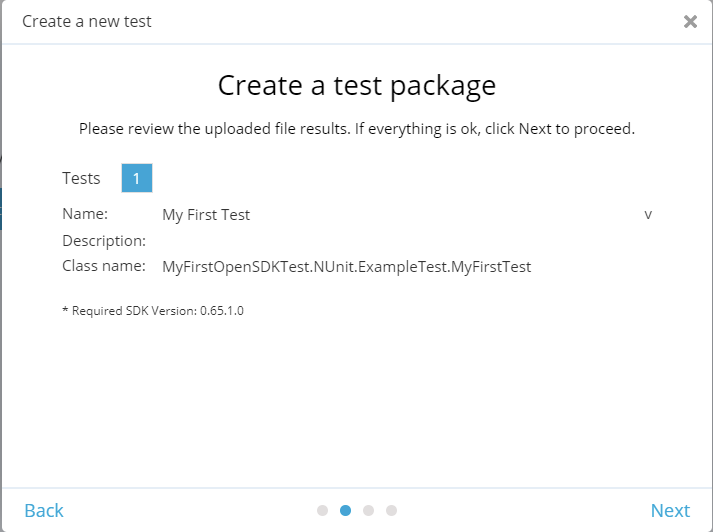 Create a new test
Create a test package
Please review the uploaded file results. If everything is ok, click Next to proceed.
Tests 1
Name: My First Test v
Description:
Class name: MyFirstOpenSDKTest.NUnit.ExampleTest.MyFirstTest
* Required SDK Version: 0.65.1.0
Back Next